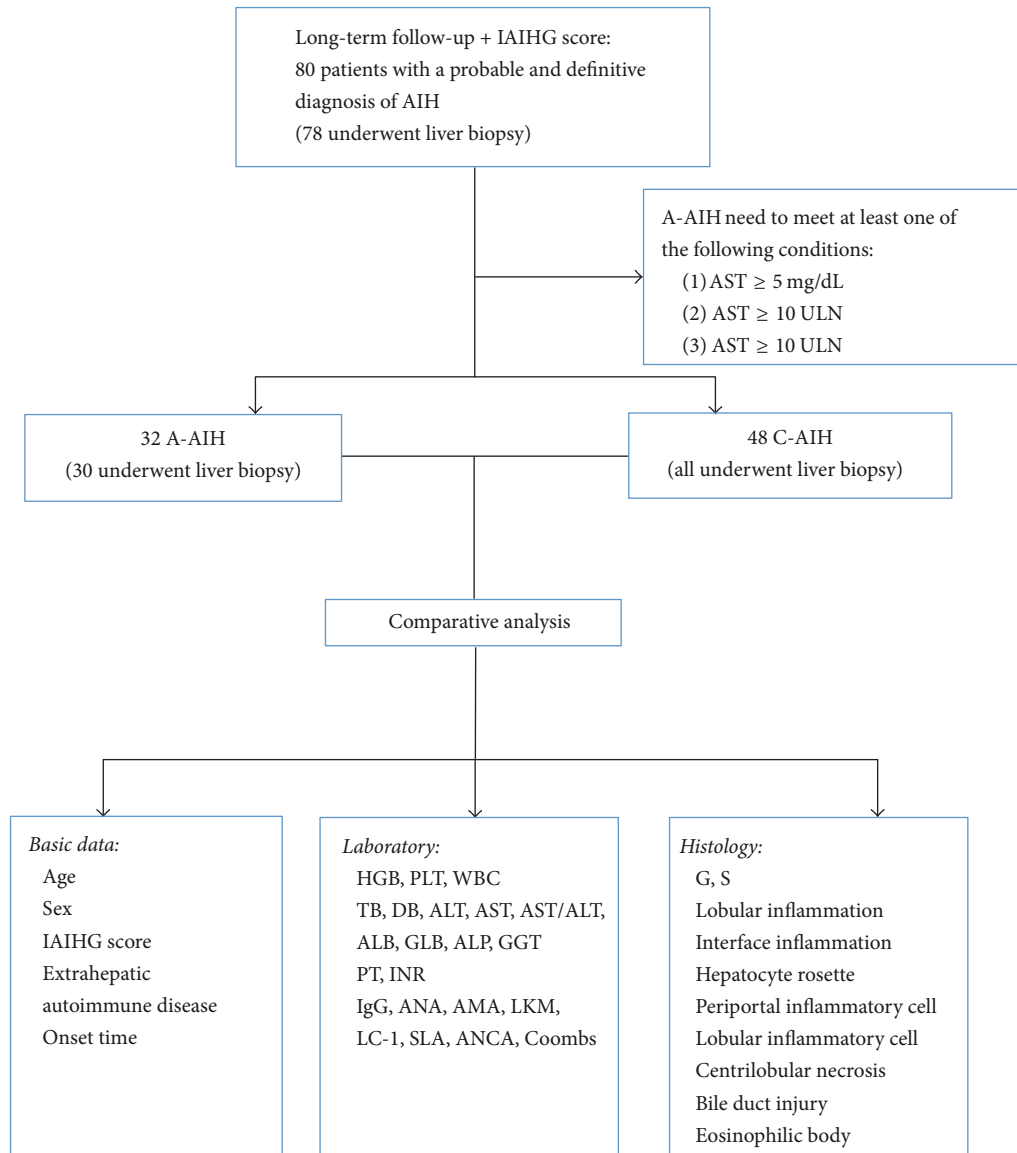 Long-term follow-up + IAIHG score:
80 patients with a probable and definitive
diagnosis of AIH
(78 underwent liver biopsy)
A-AIH need to meet at least one of
the following conditions:
(1) AST ≥ 5 mg/dL
(2) AST ≥ 10 ULN
(3) AST ≥ 10 ULN
32 A-AIH
(30 underwent liver biopsy)
48 C-AIH
(all underwent liver biopsy)
Comparative analysis
Basic data:
Age
Sex
IAIHG score
Extrahepatic
autoimmune disease
Onset time
Laboratory:
HGB, PLT, WBC
TB, DB, ALT, AST, AST/ALT,
ALB, GLB, ALP, GGT
PT, INR
IgG, ANA, AMA, LKM,
LC-1, SLA, ANCA, Coombs
Histology:
G, S
Lobular inflammation
Interface inflammation
Hepatocyte rosette
Periportal inflammatory cell
Lobular inflammatory cell
Centrilobular necrosis
Bile duct injury
Eosinophilic body